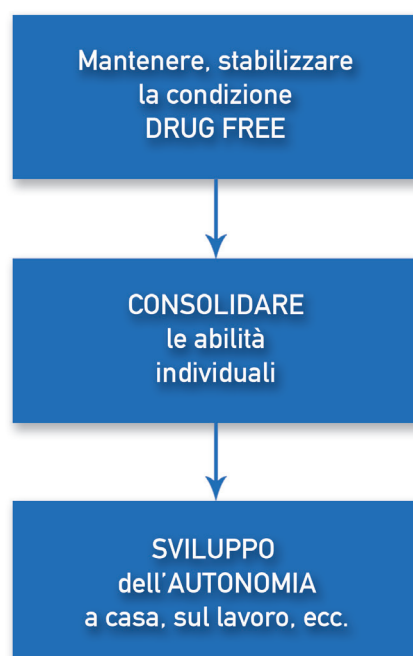 Mantenere, stabilizzare
la condizione
DRUG FREE
CONSOLIDARE
le abilità
individuali
SVILUPPO
dell'AUTONOMIA
a casa, sul lavoro, ecc.